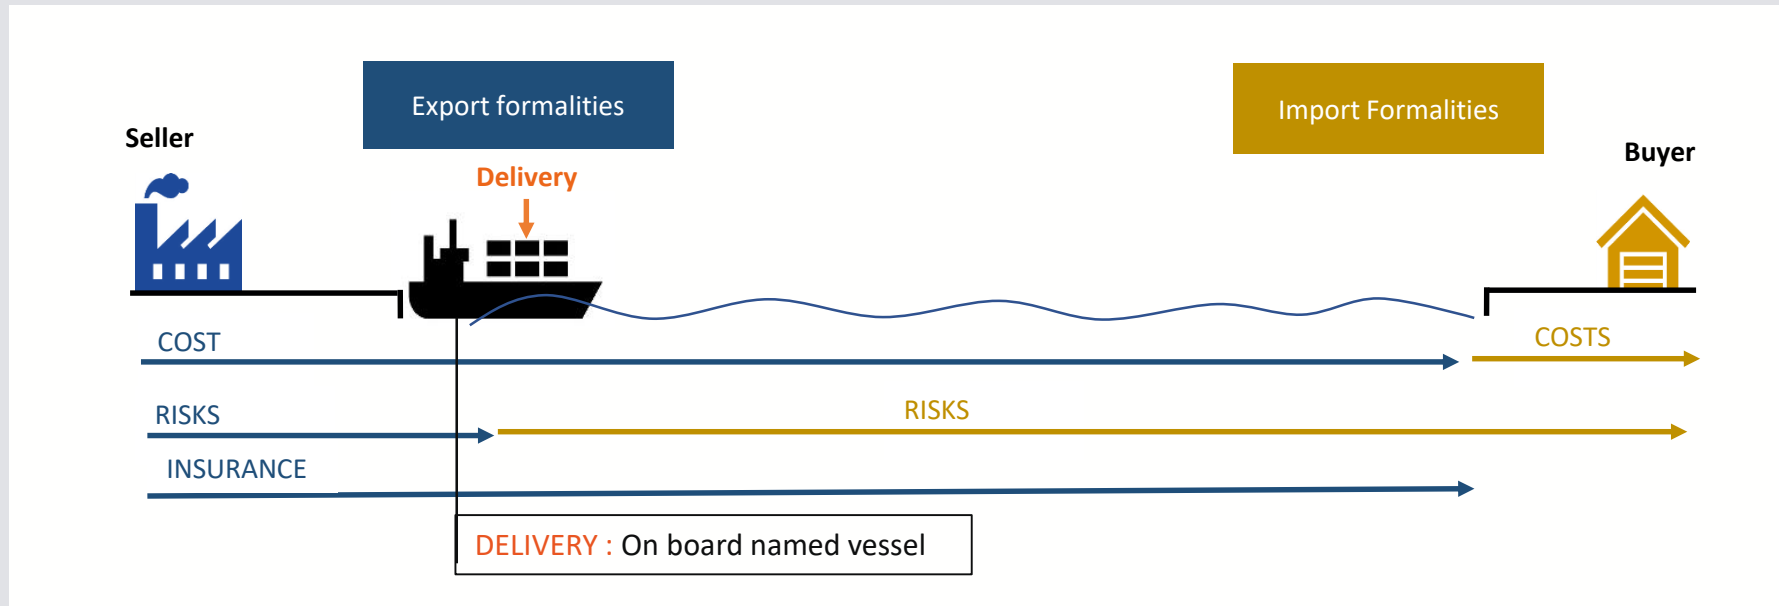 Export formalities
Import Formalities
Seller
Buyer
Delivery
COST
COSTS
RISKS
RISKS
INSURANCE
DELIVERY : On board named vessel